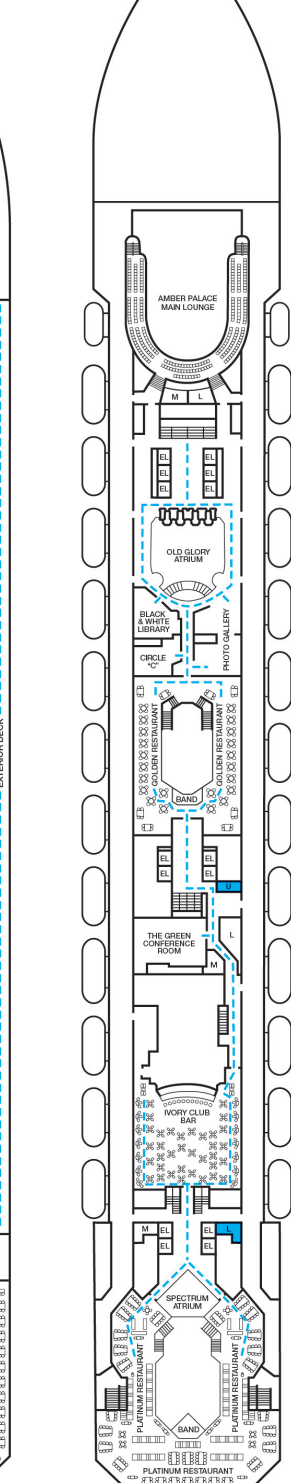 EXTERIOR DECK
AMBER PALACE
MAIN LOUNGE
M
L
EL
EL
EL
EL
EL
EL
OLD GLORY
ATRIUM
BLACK
& WHITE
LIBRARY
PHOTO GALLERY
CIRCLE
"C"
GOLDEN RESTAURANT
GOLDEN RESTAURANT
BAND
EL
EL
EL
EL
U
L
THE GREEN
CONFERENCE
ROOM
M
IVORY CLUB
BAR
M
EL
EL
L
EL
EL
SPECTRUM
ATRIUM
PLATINUM RESTAURANT
PLATINUM RESTAURANT
BAND
PLATINUM RESTAURANT